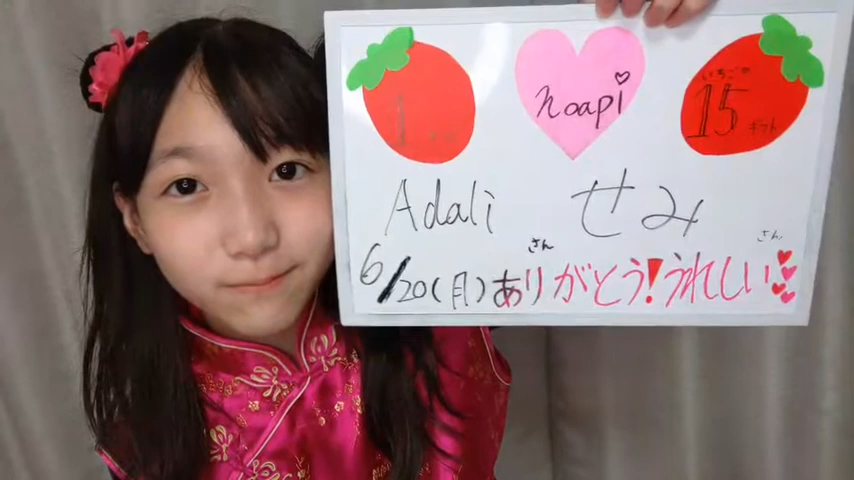 noapi♡
いちごの
15
ギフト
Adali さん せみ さん
6/20(月)ありがとう!うれしい